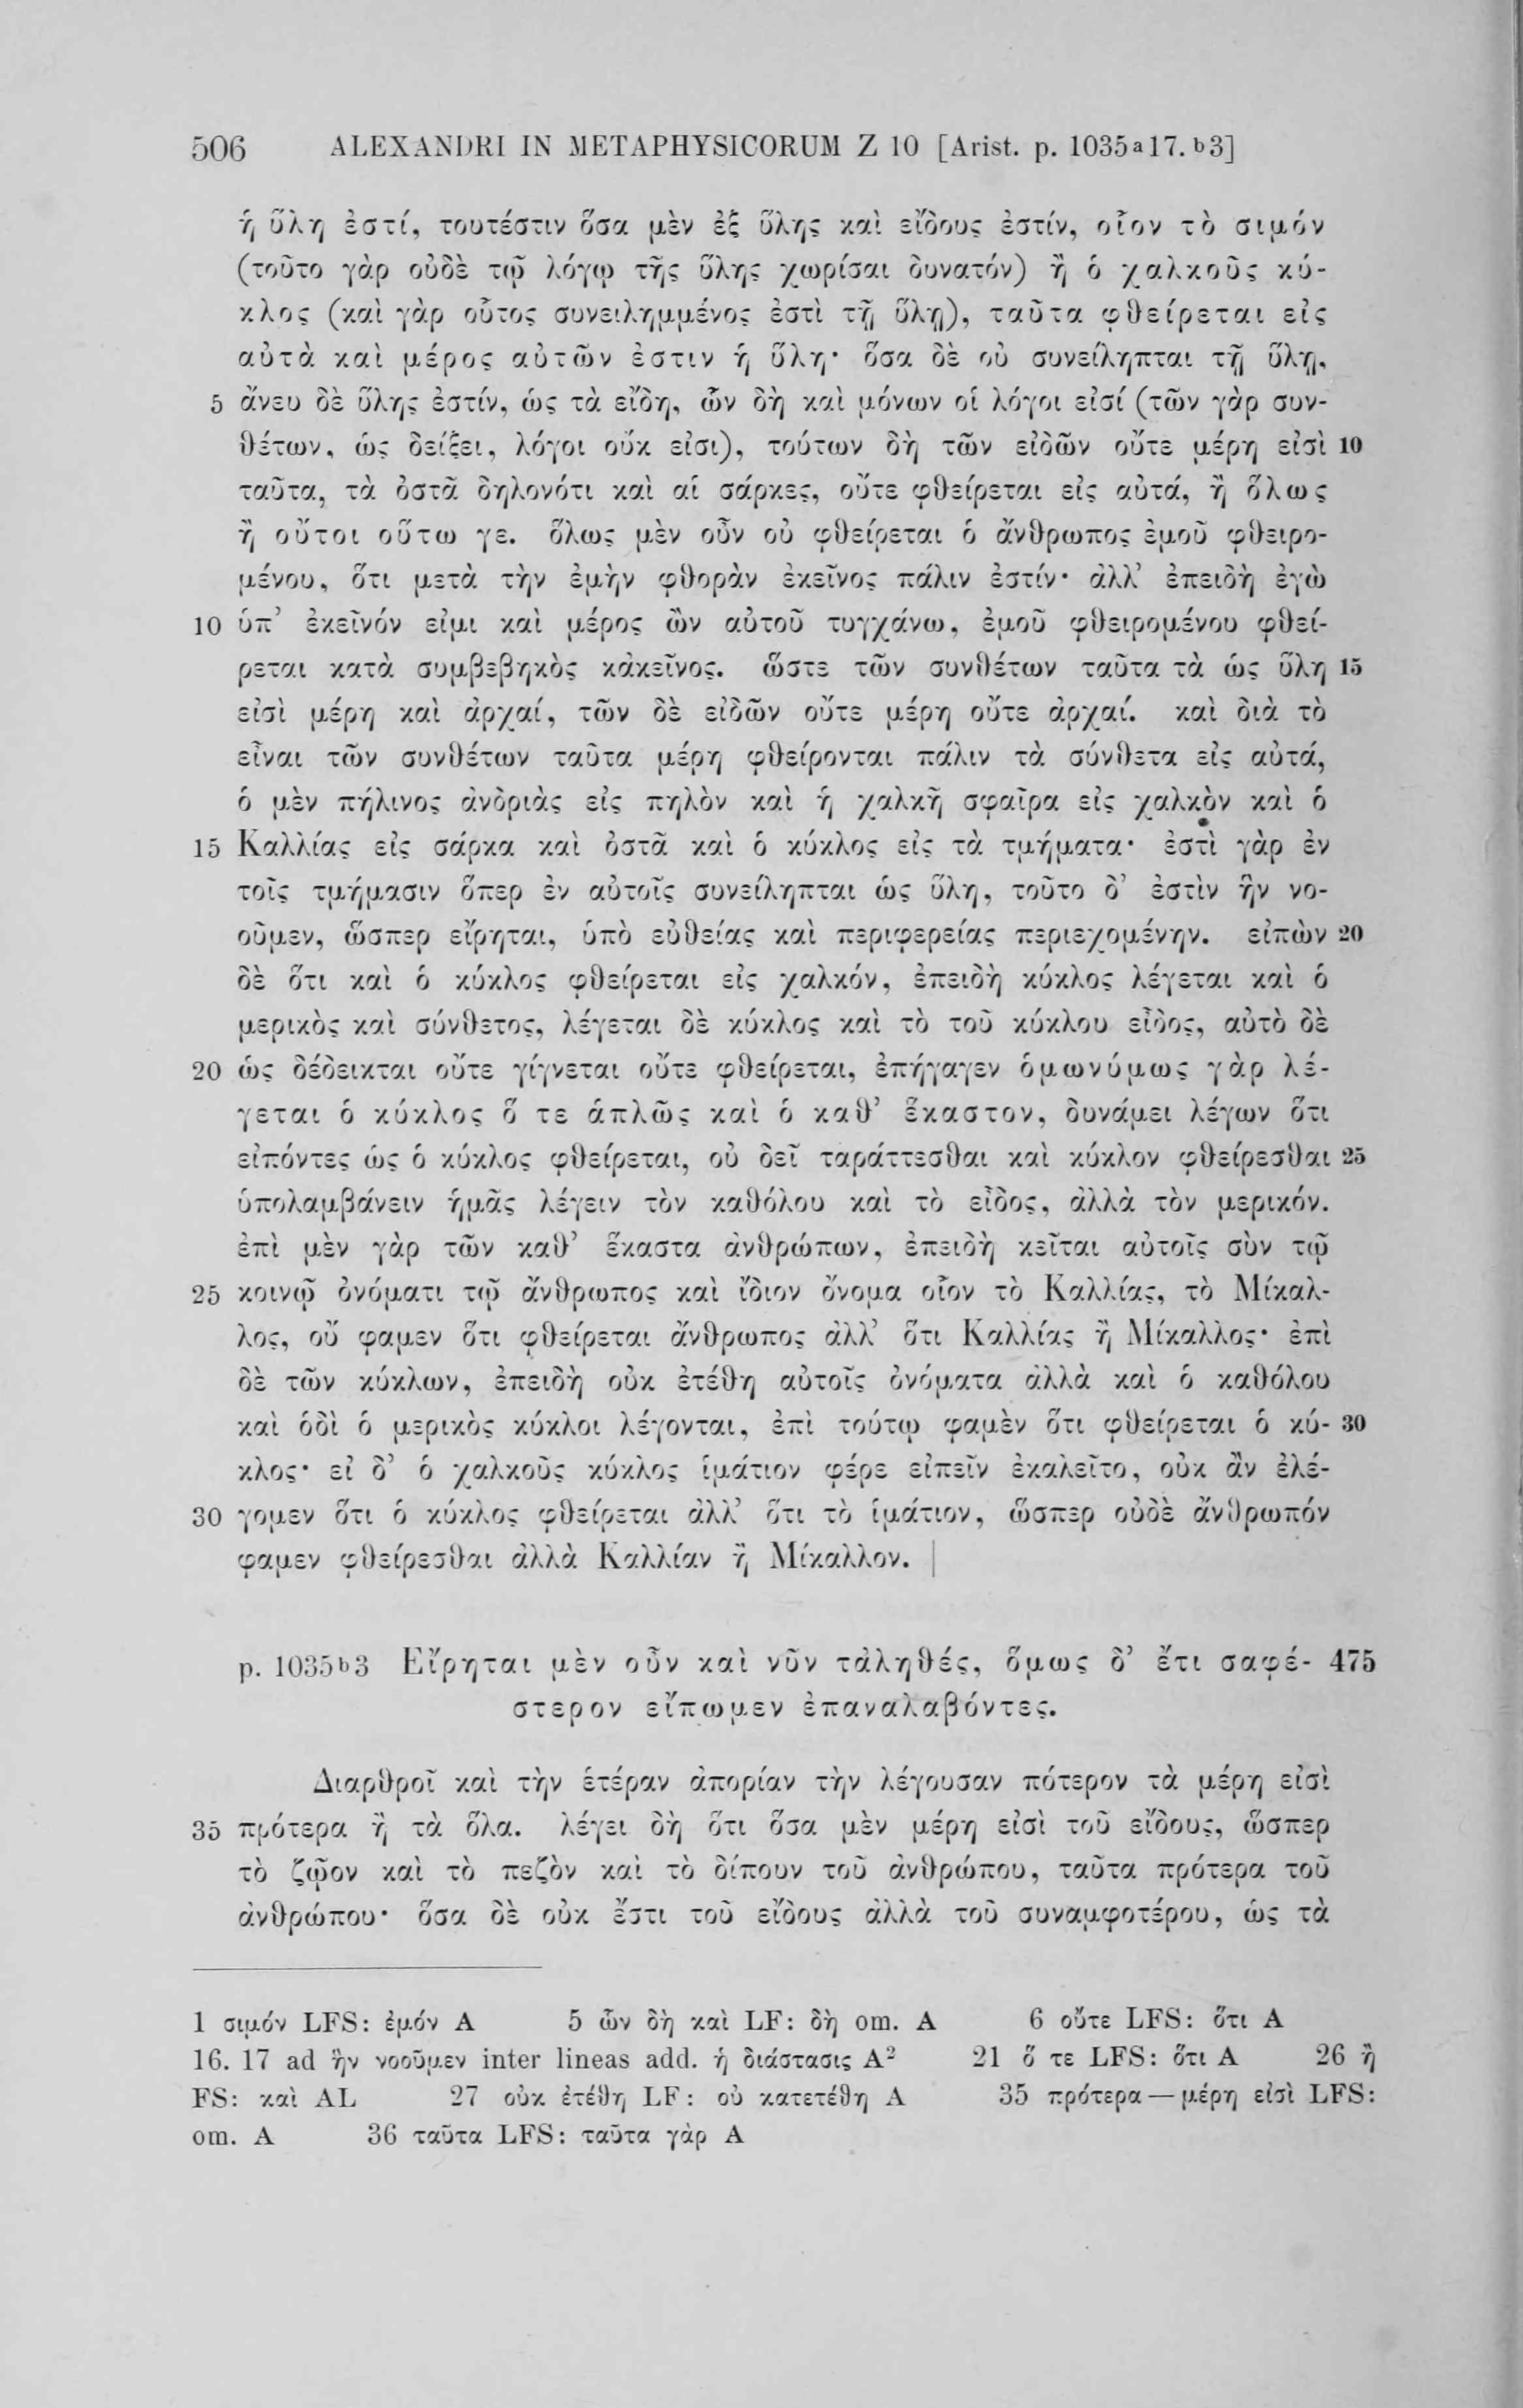 506 ALEXANDRI IN METAPHYSICORUM Z 10 [Arist. p. 1035a17. b3]
ἡ ὕλη ἐστί, τουτέστιν ὅσα μὲν ἐξ ὕλης καὶ εἴδους ἐστίν, οἷον τὸ σιμόν
(τοῦτο γὰρ οὐδὲ τῷ λόγῳ τῆς ὕλης χωρίσαι δυνατόν) ἢ ὁ χαλκοῦς κύ-
κλος (καὶ γὰρ οὗτος συνειλημμένος ἐστὶ τῇ ὕλῃ), ταῦτα φθείρεται εἰς
αὐτὰ καὶ μέρος αὐτῶν ἐστιν ἡ ὕλη· ὅσα δὲ οὐ συνείληπται τῇ ὕλῃ,
5 ἄνευ δὲ ὕλης ἐστίν, ὡς τὰ εἴδη, ὧν δὴ καὶ μόνων οἱ λόγοι εἰσί (τῶν γὰρ συν-
θέτων, ὡς δείξει, λόγοι οὔκ εἰσι), τούτων δὴ τῶν εἰδῶν οὔτε μέρη εἰσὶ 10
ταῦτα, τὰ ὀστᾶ δηλονότι καὶ αἱ σάρκες, οὔτε φθείρεται εἰς αὐτά, ἢ ὅλως
ἢ οὔτοι οὕτω γε. ὅλως μὲν οὖν οὐ φθείρεται ὁ ἄνθρωπος ἐμοῦ φθειρο-
μένου, ὅτι μετὰ τὴν ἐμὴν φθορὰν ἐκεῖνος πάλιν ἐστίν· ἀλλ’ ἐπειδὴ ἐγὼ
10 ὑπ’ ἐκεῖνόν εἰμι καὶ μέρος ὢν αὐτοῦ τυγχάνω, ἐμοῦ φθειρομένου φθεί-
ρεται κατὰ συμβεβηκὸς κἀκεῖνος. ὥστε τῶν συνθέτων ταῦτα τὰ ὡς ὕλη 15
εἰσὶ μέρη καὶ ἀρχαί, τῶν δὲ εἰδῶν οὔτε μέρη οὔτε ἀρχαί. καὶ διὰ τὸ
εἶναι τῶν συνθέτων ταῦτα μέρη φθείρονται πάλιν τὰ σύνθετα εἰς αὐτά,
ὁ μὲν πήλινος ἀνδριὰς εἰς πηλὸν καὶ ἡ χαλκῆ σφαῖρα εἰς χαλκὸν καὶ ὁ
15 Καλλίας εἰς σάρκα καὶ ὀστᾶ καὶ ὁ κύκλος εἰς τὰ τμήματα· ἐστὶ γὰρ ἐν
τοῖς τμήμασιν ὅπερ ἐν αὐτοῖς συνείληπται ὡς ὕλη, τοῦτο δ’ ἐστὶν ἣν νο-
οῦμεν, ὥσπερ εἴρηται, ὑπὸ εὐθείας καὶ περιφερείας περιεχομένην. εἰπὼν 20
δὲ ὅτι καὶ ὁ κύκλος φθείρεται εἰς χαλκόν, ἐπειδὴ κύκλος λέγεται καὶ ὁ
μερικὸς καὶ σύνθετος, λέγεται δὲ κύκλος καὶ τὸ τοῦ κύκλου εἶδος, αὐτὸ δὲ
20 ὡς δέδεικται οὔτε γίγνεται οὔτε φθείρεται, ἐπήγαγεν ὁμωνύμως γὰρ λέ-
γεται ὁ κύκλος ὅ τε ἁπλῶς καὶ ὁ καθ’ ἕκαστον, δυνάμει λέγων ὅτι
εἰπόντες ὡς ὁ κύκλος φθείρεται, οὐ δεῖ ταράττεσθαι καὶ κύκλον φθείρεσθαι 25
ὑπολαμβάνειν ἡμᾶς λέγειν τὸν καθόλου καὶ τὸ εἶδος, ἀλλὰ τὸν μερικόν.
ἐπὶ μὲν γὰρ τῶν καθ’ ἕκαστα ἀνθρώπων, ἐπειδὴ κεῖται αὐτοῖς σὺν τῷ
25 κοινῷ ὀνόματι τῷ ἄνθρωπος καὶ ἴδιον ὄνομα οἷον τὸ Καλλίας, τὸ Μίκαλ-
λος, οὔ φαμεν ὅτι φθείρεται ἄνθρωπος ἀλλ’ ὅτι Καλλίας ἢ Μίκαλλος· ἐπὶ
δὲ τῶν κύκλων, ἐπειδὴ οὐκ ἐτέθη αὐτοῖς ὀνόματα ἀλλὰ καὶ ὁ καθόλου
καὶ ὁδὶ ὁ μερικὸς κύκλοι λέγονται, ἐπὶ τούτῳ φαμὲν ὅτι φθείρεται ὁ κύ- 30
κλος· εἰ δ’ ὁ χαλκοῦς κύκλος ἱμάτιον φέρε εἰπεῖν ἐκαλεῖτο, οὐκ ἂν ἐλέ-
30 γομεν ὅτι ὁ κύκλος φθείρεται ἀλλ’ ὅτι τὸ ἱμάτιον, ὥσπερ οὐδὲ ἄνθρωπόν
φαμεν φθείρεσθαι ἀλλὰ Καλλίαν ἢ Μίκαλλον. |
p. 1035b3 Εἴρηται μὲν οὖν καὶ νῦν τἀληθές, ὅμως δ’ ἔτι σαφέ- 475
στερον εἴπωμεν ἐπαναλαβόντες.
Διαρθροῖ καὶ τὴν ἑτέραν ἀπορίαν τὴν λέγουσαν πότερον τὰ μέρη εἰσὶ
35 πρότερα ἢ τὰ ὅλα. λέγει δὴ ὅτι ὅσα μὲν μέρη εἰσὶ τοῦ εἴδους, ὥσπερ
τὸ ζῷον καὶ τὸ πεζὸν καὶ τὸ δίπουν τοῦ ἀνθρώπου, ταῦτα πρότερα τοῦ
ἀνθρώπου· ὅσα δὲ οὐκ ἔστι τοῦ εἴδους ἀλλὰ τοῦ συναμφοτέρου, ὡς τὰ
1 σιμόν LFS: ἐμόν A 5 ὧν δὴ καὶ LF: δὴ om. A 6 οὔτε LFS: ὅτι A
16. 17 ad ἣν νοοῦμεν inter lineas add. ἡ διάστασις A2 21 ὅ τε LFS: ὅτι A 26 ἢ
FS: καὶ AL 27 οὐκ ἐτέθη LF: οὐ κατετέθη A 35 πρότερα — μέρη εἰσὶ LFS:
om. A 36 ταῦτα LFS: ταῦτα γὰρ A